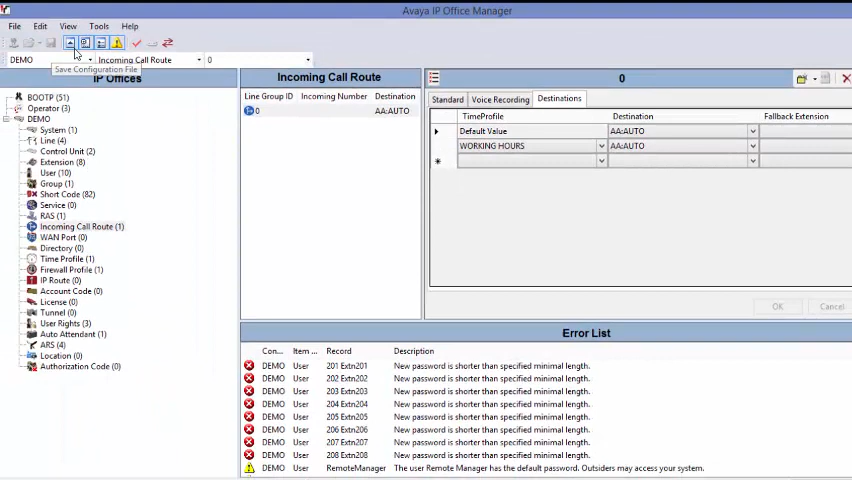 Avaya IP Office Manager
File Edit View Tools Help
DEMO Incoming Call Route 0
Save Configuration File
IP Offices
BOOTP (51)
Operator (3)
DEMO
System (1)
Line (4)
Control Unit (2)
Extension (8)
User (10)
Group (1)
Short Code (82)
Service (0)
RAS (1)
Incoming Call Route (1)
WAN Port (0)
Directory (0)
Time Profile (1)
Firewall Profile (1)
IP Route (0)
Account Code (0)
License (0)
Tunnel (0)
User Rights (3)
Auto Attendant (1)
ARS (4)
Location (0)
Authorization Code (0)
Incoming Call Route
Line Group ID Incoming Number Destination
0 AA:AUTO
0
Standard Voice Recording Destinations
TimeProfile Destination Fallback Extension
Default Value AA:AUTO
WORKING HOURS AA:AUTO
OK Cancel
Error List
Con... Item ... Record Description
DEMO User 201 Extn201 New password is shorter than specified minimal length.
DEMO User 202 Extn202 New password is shorter than specified minimal length.
DEMO User 203 Extn203 New password is shorter than specified minimal length.
DEMO User 204 Extn204 New password is shorter than specified minimal length.
DEMO User 205 Extn205 New password is shorter than specified minimal length.
DEMO User 206 Extn206 New password is shorter than specified minimal length.
DEMO User 207 Extn207 New password is shorter than specified minimal length.
DEMO User 208 Extn208 New password is shorter than specified minimal length.
DEMO User RemoteManager The user Remote Manager has the default password. Outsiders may access your system.